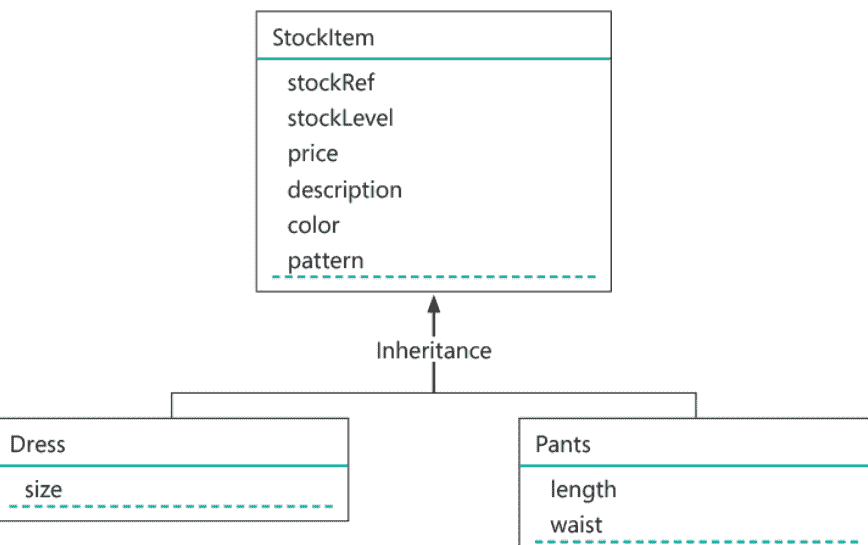 StockItem
stockRef
stockLevel
price
description
color
pattern
Inheritance
Dress
size
Pants
length
waist